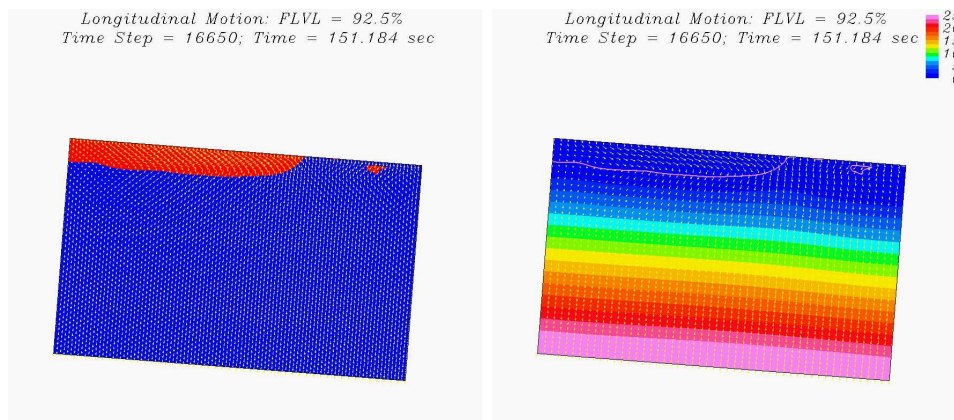 Longitudinal Motion: FLVL = 92.5%
Time Step = 16650; Time = 151.184 sec
Longitudinal Motion: FLVL = 92.5%
Time Step = 16650; Time = 151.184 sec